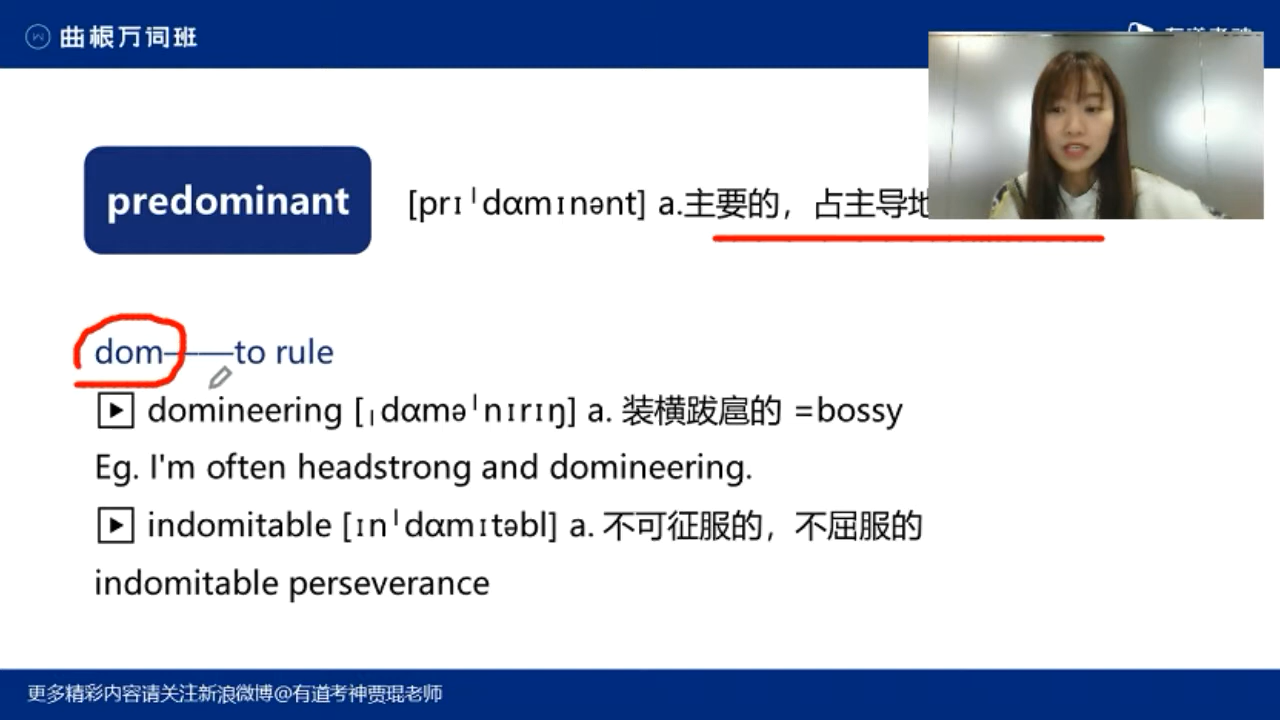 曲根万词班
predominant
[prɪˈdɑmɪnənt] a.主要的，占主导地
dom——to rule
domineering [ˌdɑməˈnɪrɪŋ] a. 装横跋扈的 =bossy
Eg. I'm often headstrong and domineering.
indomitable [ɪnˈdɑmɪtəbl] a. 不可征服的，不屈服的
indomitable perseverance
更多精彩内容请关注新浪微博@有道考神贾琨老师